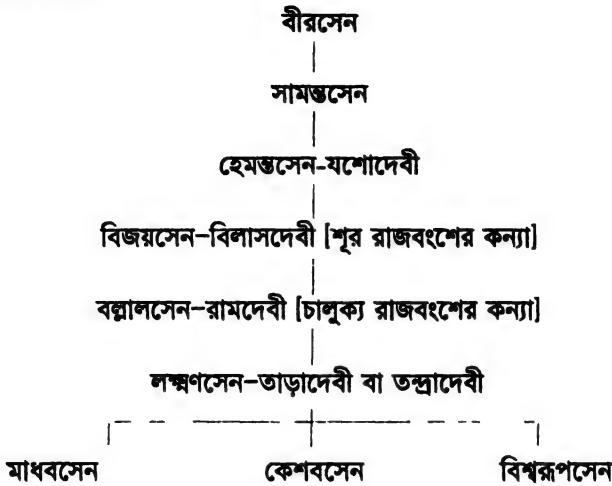 বীরসেন
সামন্তসেন
হেমন্তসেন-যশোদেবী
বিজয়সেন-বিলাসদেবী [শূর রাজবংশের কন্যা]
বল্লালসেন-রামদেবী [চালুক্য রাজবংশের কন্যা]
লক্ষ্মণসেন-তাড়াদেবী বা তন্দ্রাদেবী
মাধবসেন কেশবসেন বিশ্বরূপসেন